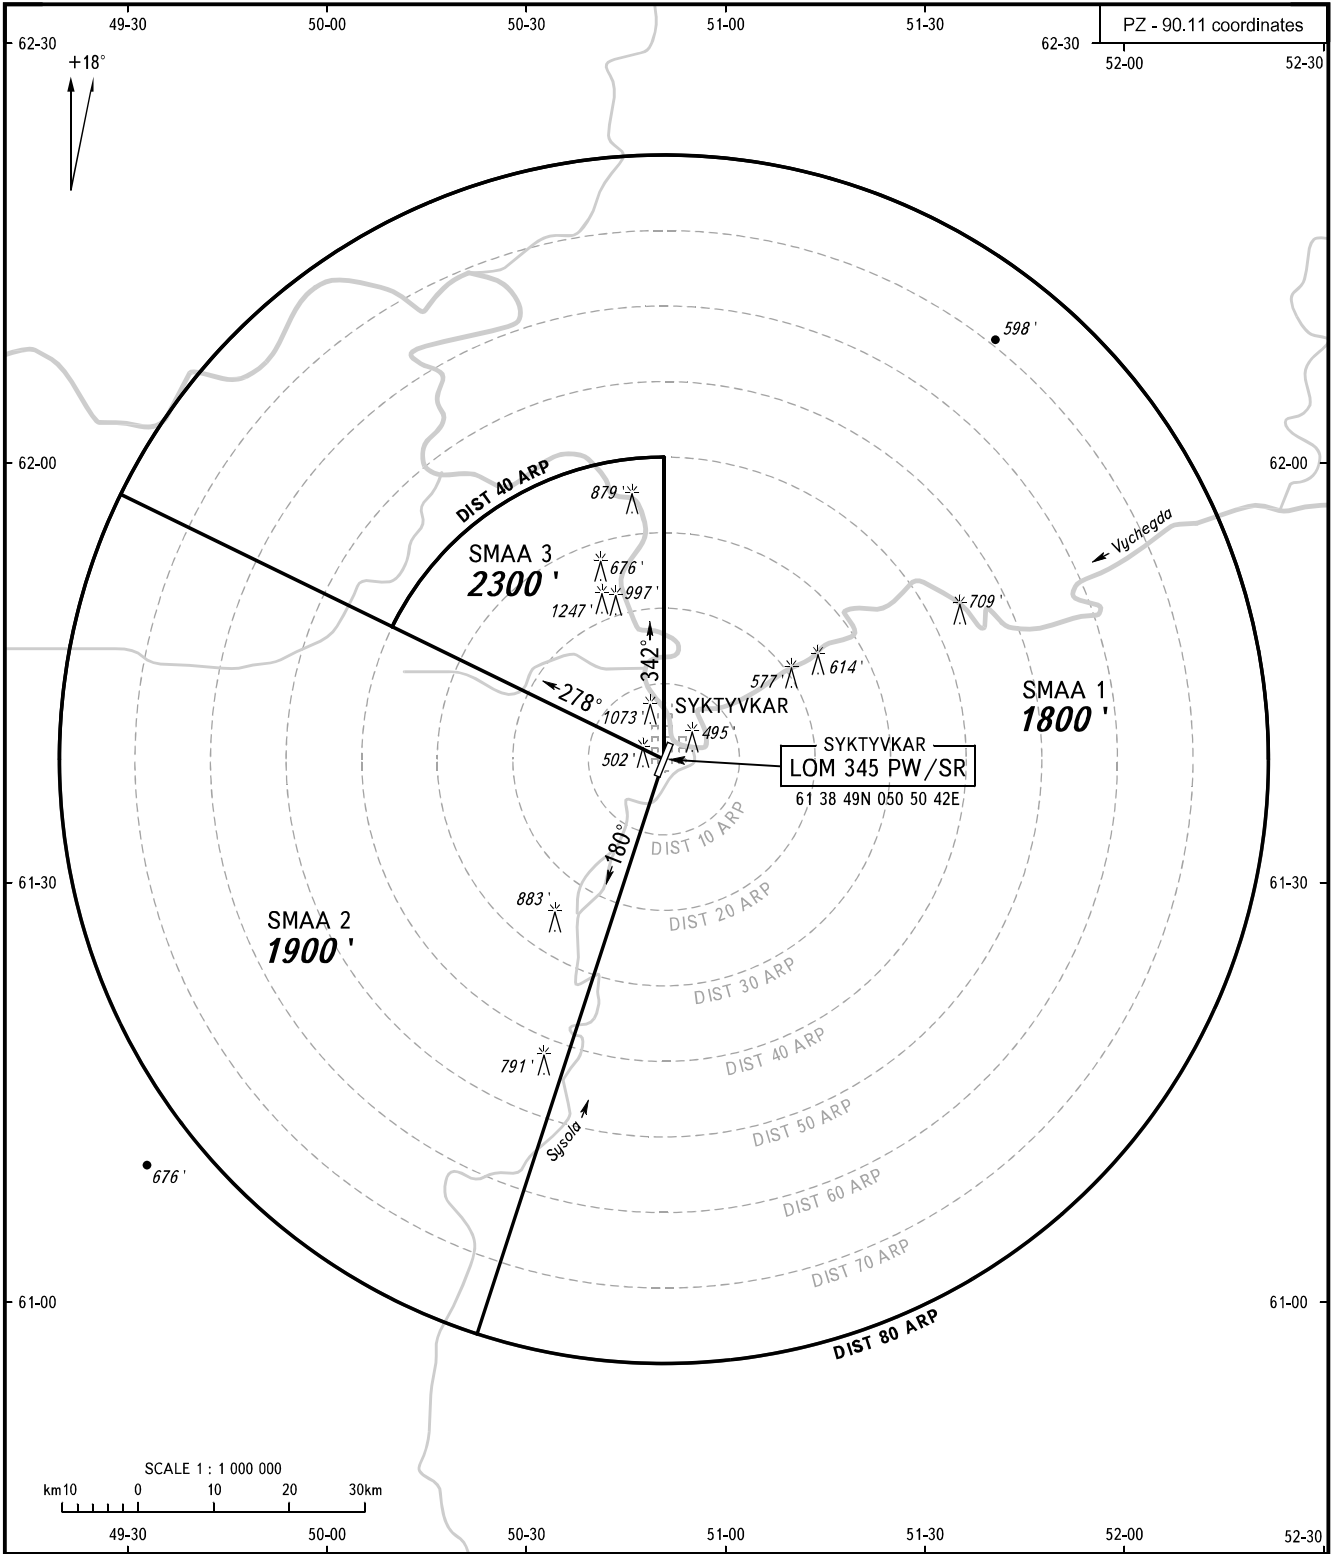 49-30
50-00
50-30
51-00
51-30
PZ - 90.11 coordinates
62-30
62-30
52-00
52-30
+18°
598 '
62-00
62-00
DIST 40 ARP
879 '
Vychegda
SMAA 3
2300 '
676 '
997 '
1247 '
709 '
342°
614 '
577 '
278°
SMAA 1
1800 '
1073 '
SYKTYVKAR
495 '
502 '
SYKTYVKAR
LOM 345 PW/SR
61 38 49N 050 50 42E
DIST 10 ARP
180°
61-30
61-30
883 '
DIST 20 ARP
SMAA 2
1900 '
DIST 30 ARP
DIST 40 ARP
791 '
DIST 50 ARP
Sysola
676 '
DIST 60 ARP
DIST 70 ARP
61-00
61-00
DIST 80 ARP
SCALE 1 : 1 000 000
km10 0 10 20 30km
49-30
50-00
50-30
51-00
51-30
52-00
52-30